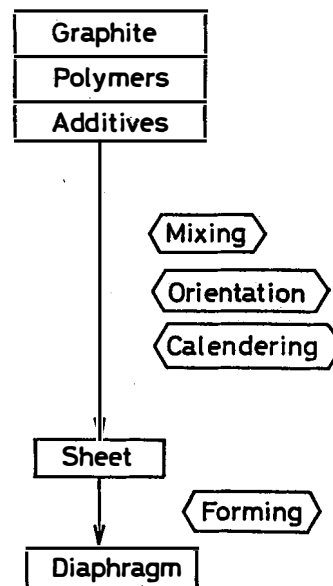 Graphite
Polymers
Additives
Mixing
Orientation
Calendering
Sheet
Forming
Diaphragm